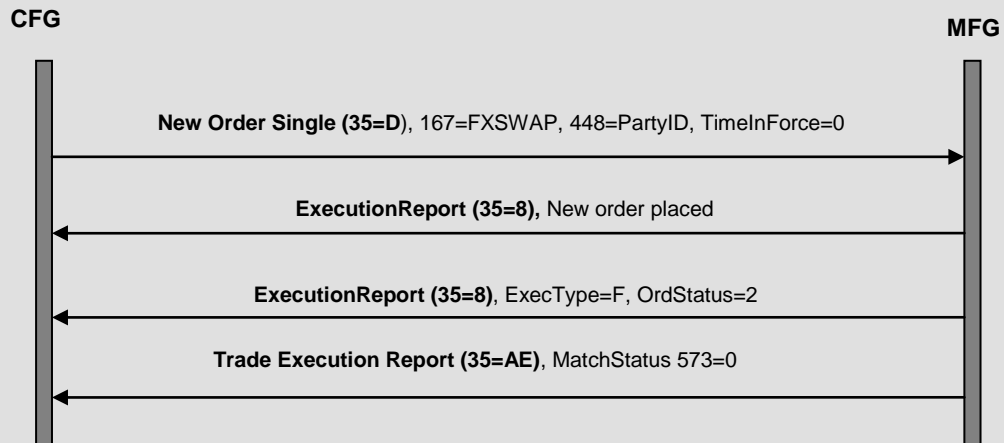 CFG
MFG
New Order Single (35=D), 167=FXSWAP, 448=PartyID, TimeInForce=0
ExecutionReport (35=8), New order placed
ExecutionReport (35=8), ExecType=F, OrdStatus=2
Trade Execution Report (35=AE), MatchStatus 573=0